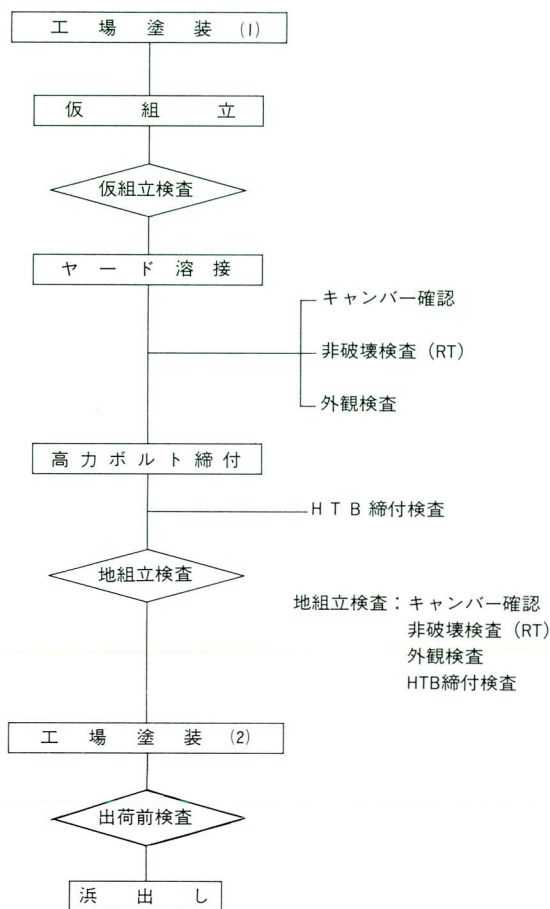 工場塗装(1)
仮組立
仮組立検査
ヤード溶接
キャンバー確認
非破壊検査(RT)
外観検査
高力ボルト締付
HTB締付検査
地組立検査
地組立検査：キャンバー確認
非破壊検査(RT)
外観検査
HTB締付検査
工場塗装(2)
出荷前検査
浜出し